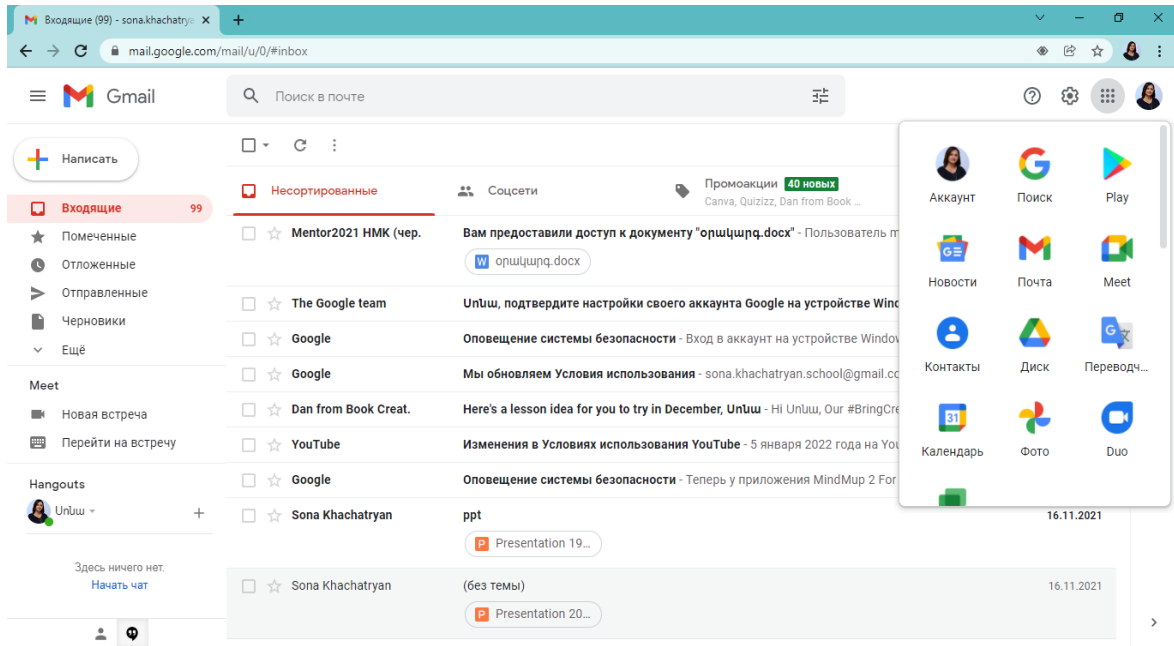 Входящие (99) - sona.khachatrya
mail.google.com/mail/u/0/#inbox
Gmail
Поиск в почте
Написать
Входящие 99
Помеченные
Отложенные
Отправленные
Черновики
Ещё
Meet
Новая встреча
Перейти на встречу
Hangouts
Սոնա
Здесь ничего нет.
Начать чат
Несортированные
Соцсети
Промоакции 40 новых
Canva, Quizizz, Dan from Book ...
Mentor2021 НМК (чер. Вам предоставили доступ к документу "որակյալ.docx" - Пользователь m
W որակյալ.docx
The Google team Սոնա, подтвердите настройки своего аккаунта Google на устройстве Wind
Google Оповещение системы безопасности - Вход в аккаунт на устройстве Window
Google Мы обновляем Условия использования - sona.khachatryan.school@gmail.co
Dan from Book Creat. Here's a lesson idea for you to try in December, Սոնա - Hi Սոնա, Our #BringCre
YouTube Изменения в Условиях использования YouTube - 5 января 2022 года на You
Google Оповещение системы безопасности - Теперь у приложения MindMup 2 For
Sona Khachatryan ppt 16.11.2021
P Presentation 19...
Sona Khachatryan (без темы) 16.11.2021
P Presentation 20...
Аккаунт Поиск Play
Новости Почта Meet
Контакты Диск Переводч...
Календарь Фото Duo